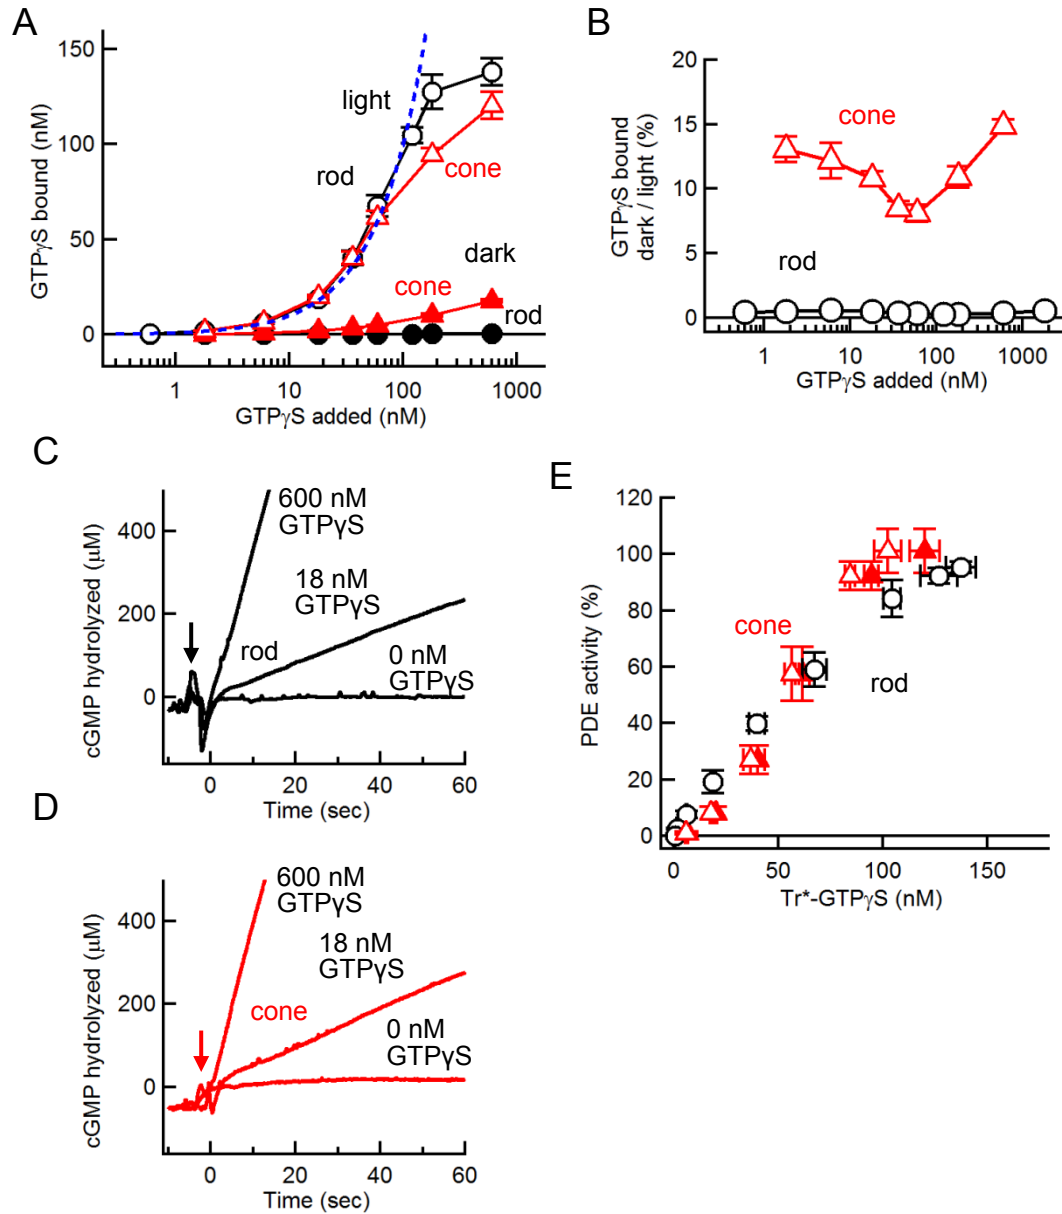 A
150
100
50
0
GTPγS bound (nM)
light
rod
cone
dark
cone
rod
1
10
100
1000
GTPγS added (nM)
B
20
15
10
5
0
GTPγS bound
dark / light (%)
cone
rod
1
10
100
1000
GTPγS added (nM)
C
400
200
0
cGMP hydrolyzed (μM)
600 nM
GTPγS
18 nM
GTPγS
rod
0 nM
GTPγS
0
20
40
60
Time (sec)
D
400
200
0
cGMP hydrolyzed (μM)
600 nM
GTPγS
18 nM
GTPγS
cone
0 nM
GTPγS
0
20
40
60
Time (sec)
E
120
100
80
60
40
20
0
PDE activity (%)
cone
rod
0
50
100
150
Tr*-GTPγS (nM)